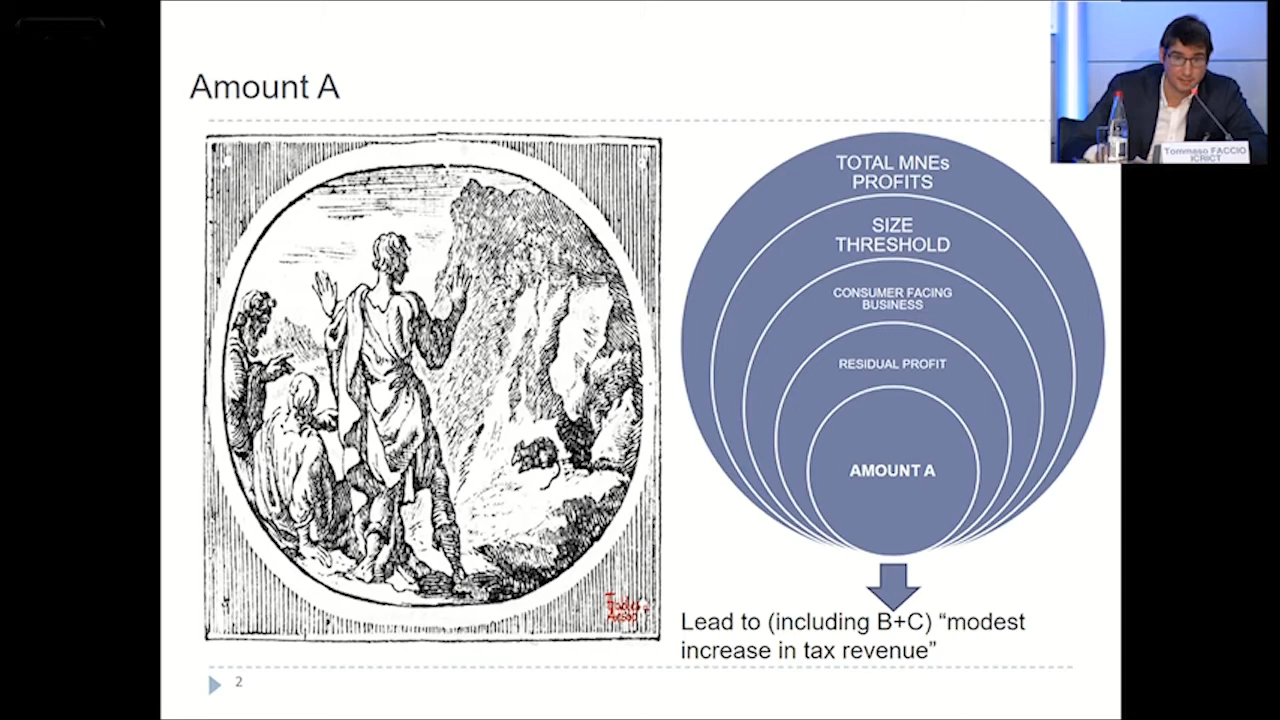 Amount A
Tommaso FACCIO
ICRICT
TOTAL MNEs
PROFITS
SIZE
THRESHOLD
CONSUMER FACING
BUSINESS
RESIDUAL PROFIT
AMOUNT A
Lead to (including B+C) “modest
increase in tax revenue”
2